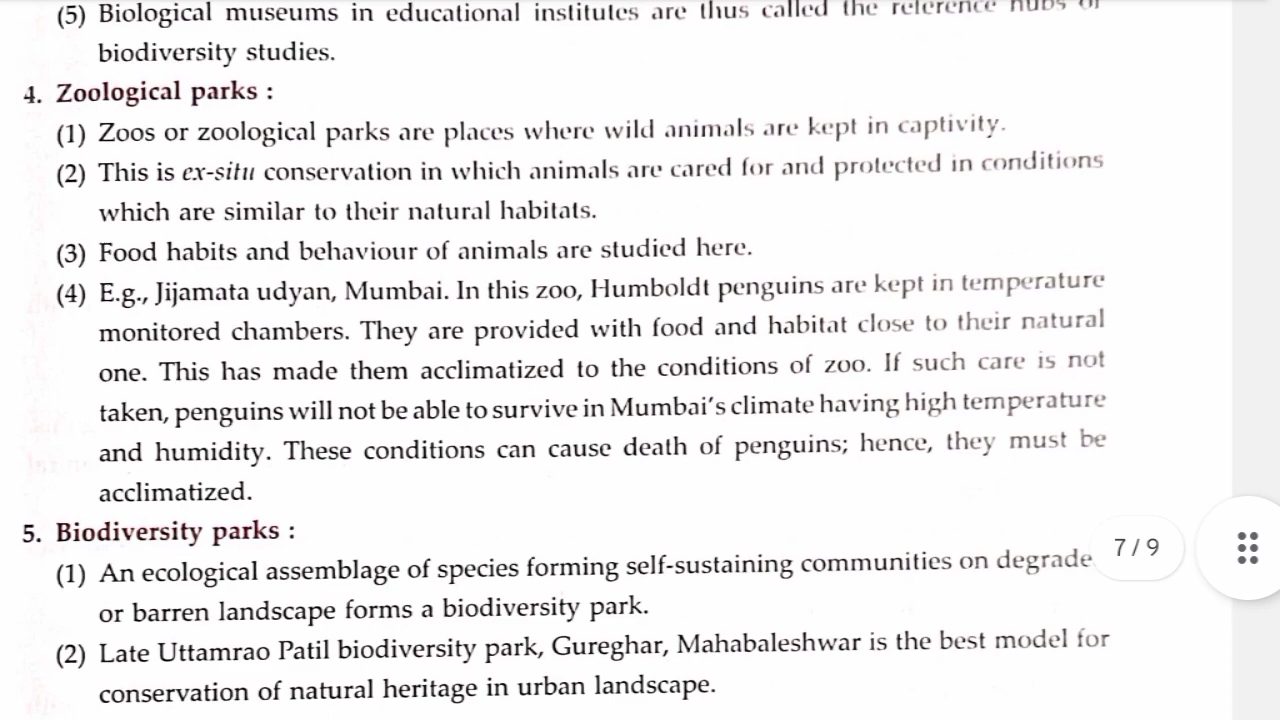 (5) Biological museums in educational institutes are thus called the reference hubs of
biodiversity studies.
4. Zoological parks :
(1) Zoos or zoological parks are places where wild animals are kept in captivity.
(2) This is ex-situ conservation in which animals are cared for and protected in conditions
which are similar to their natural habitats.
(3) Food habits and behaviour of animals are studied here.
(4) E.g., Jijamata udyan, Mumbai. In this zoo, Humboldt penguins are kept in temperature
monitored chambers. They are provided with food and habitat close to their natural
one. This has made them acclimatized to the conditions of zoo. If such care is not
taken, penguins will not be able to survive in Mumbai's climate having high temperature
and humidity. These conditions can cause death of penguins; hence, they must be
acclimatized.
5. Biodiversity parks :
(1) An ecological assemblage of species forming self-sustaining communities on degrade
7 / 9
or barren landscape forms a biodiversity park.
(2) Late Uttamrao Patil biodiversity park, Gureghar, Mahabaleshwar is the best model for
conservation of natural heritage in urban landscape.